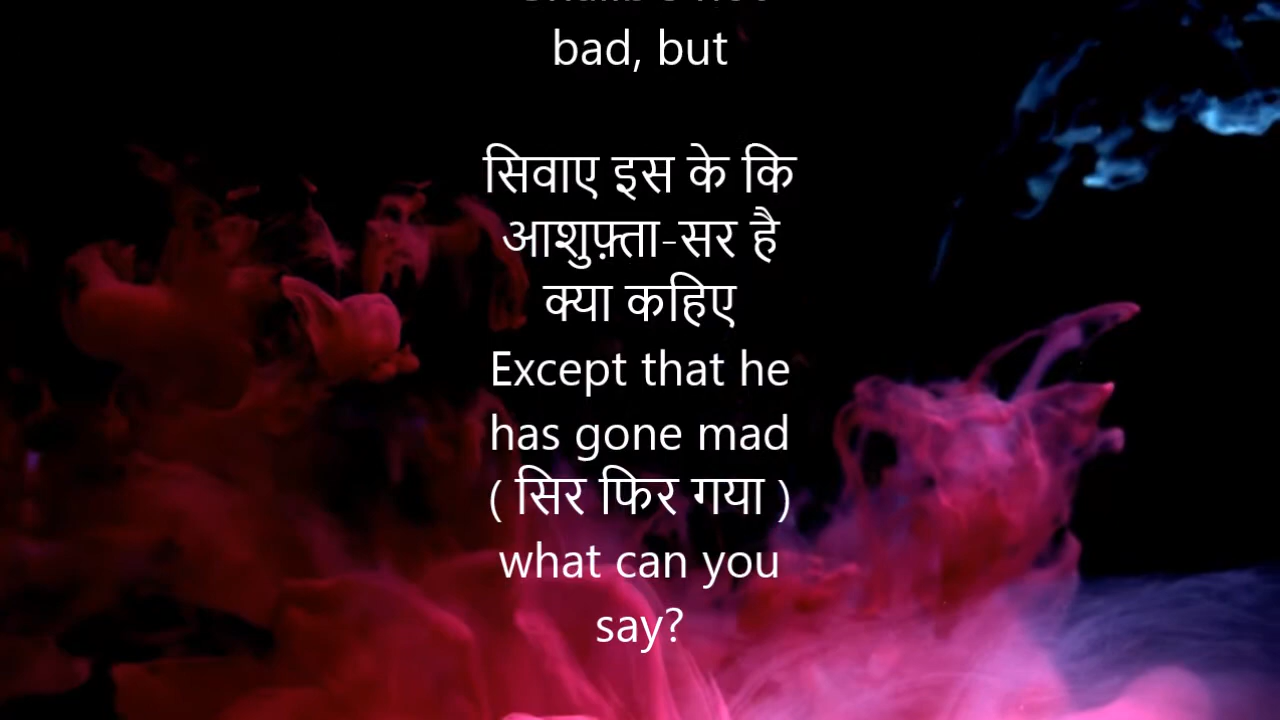 bad, but
सिवाए इस के कि
आशुफ़्ता-सर है
क्या कहिए
Except that he
has gone mad
( सिर फिर गया )
what can you
say?